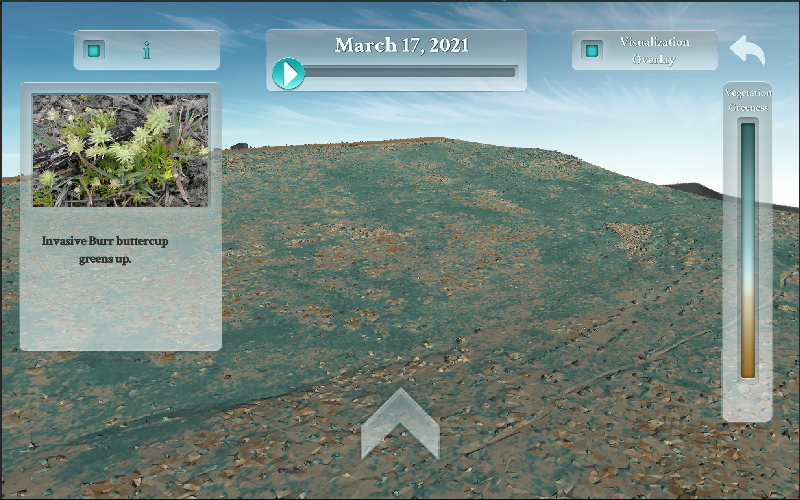 i
March 17, 2021
Visualization
Overlay
Vegetation
Greeness
Invasive Burr buttercup
greens up.